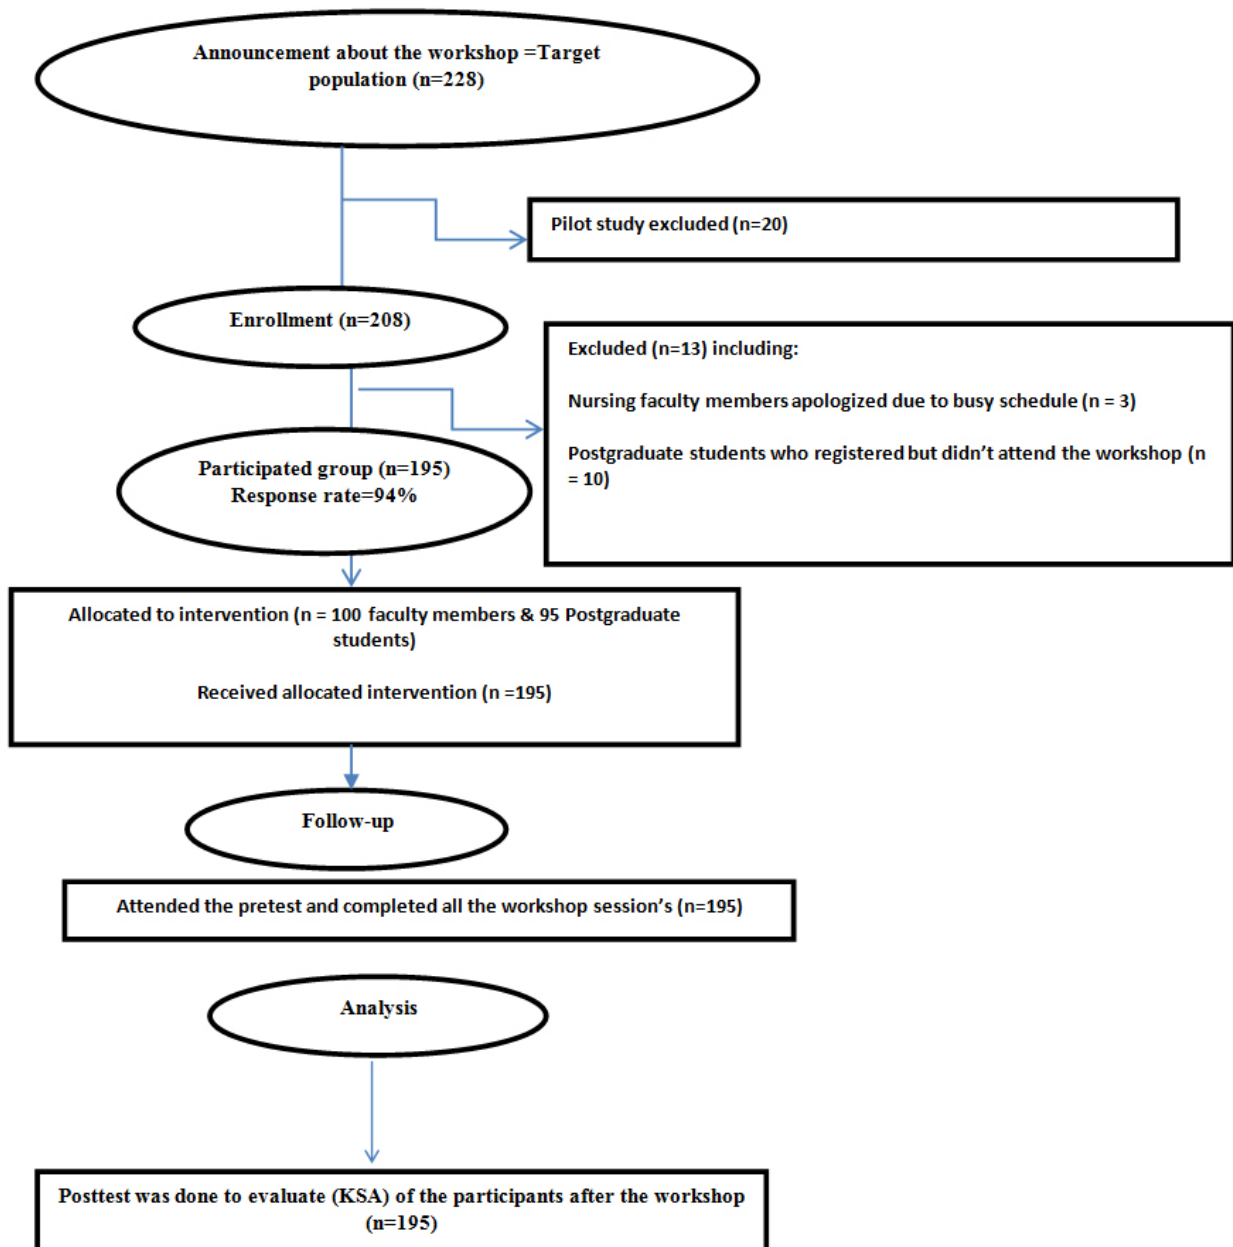 Announcement about the workshop =Target
population (n=228)
Pilot study excluded (n=20)
Enrollment (n=208)
Excluded (n=13) including:
Nursing faculty members apologized due to busy schedule (n = 3)
Postgraduate students who registered but didn’t attend the workshop (n
= 10)
Participated group (n=195)
Response rate=94%
Allocated to intervention (n = 100 faculty members & 95 Postgraduate
students)
Received allocated intervention (n =195)
Follow-up
Attended the pretest and completed all the workshop session’s (n=195)
Analysis
Posttest was done to evaluate (KSA) of the participants after the workshop
(n=195)